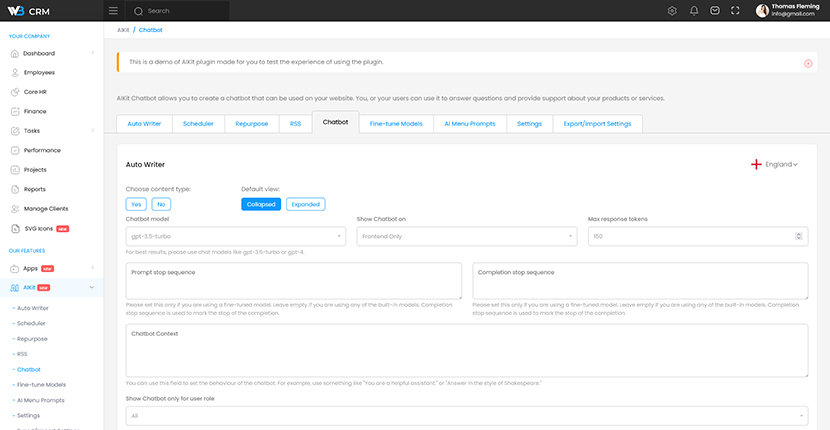 W3 CRM
Search
Thomas Fleming
info@gmail.com
YOUR COMPANY
Dashboard
Employees
Core HR
Finance
Tasks
Performance
Projects
Reports
Manage Clients
SVG Icons NEW
OUR FEATURES
Apps NEW
AIKit NEW
Auto Writer
Scheduler
Repurpose
RSS
Chatbot
Fine-tune Models
AI Menu Prompts
Settings
AIKit / Chatbot
This is a demo of AIKit plugin made for you to test the experience of using the plugin.
AIKit Chatbot allows you to create a chatbot that can be used on your website. You, or your users can use it to answer questions and provide support about your products or services.
Auto Writer Scheduler Repurpose RSS Chatbot Fine-tune Models AI Menu Prompts Settings Export/Import Settings
Auto Writer
England
Choose content type: Default view:
Yes No Collapsed Expanded
Chatbot model Show Chatbot on Max response tokens
gpt-3.5-turbo Frontend Only 150
For best results, please use chat models like gpt-3.5-turbo or gpt-4.
Prompt stop sequence Completion stop sequence
Please set this only if you are using a fine-tuned model. Leave empty if you are using any of the built-in models. Completion
stop sequence is used to mark the stop of the completion.
Please set this only if you are using a fine-tuned model. Leave empty if you are using any of the built-in models. Completion
stop sequence is used to mark the stop of the completion.
Chatbot Context
You can use this field to set the behaviour of the chatbot. For example, use something like "You are a helpful assistant." or "Answer in the style of Shakespeare."
Show Chatbot only for user role
All